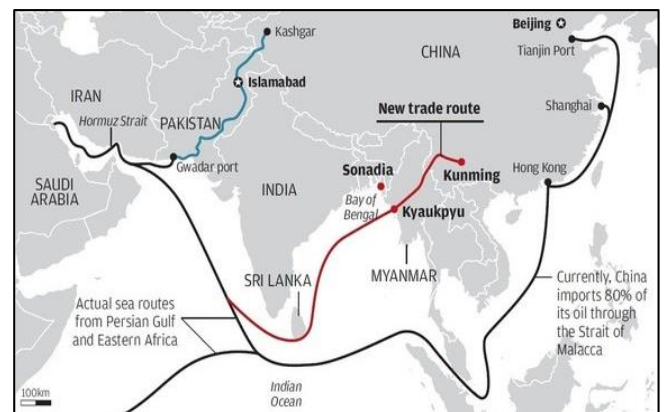 Beijing
Tianjin Port
Kashgar
CHINA
Islamabad
IRAN
New trade route
Shanghai
Hormuz Strait
PAKISTAN
Gwadar port
Sonadia
Kunming
Hong Kong
SAUDI
ARABIA
INDIA
Bay of
Bengal
Kyaukpyu
SRI LANKA
MYANMAR
Actual sea routes
from Persian Gulf
and Eastern Africa
Currently, China
imports 80% of
its oil through
the Strait of
Malacca
Indian
Ocean
100km